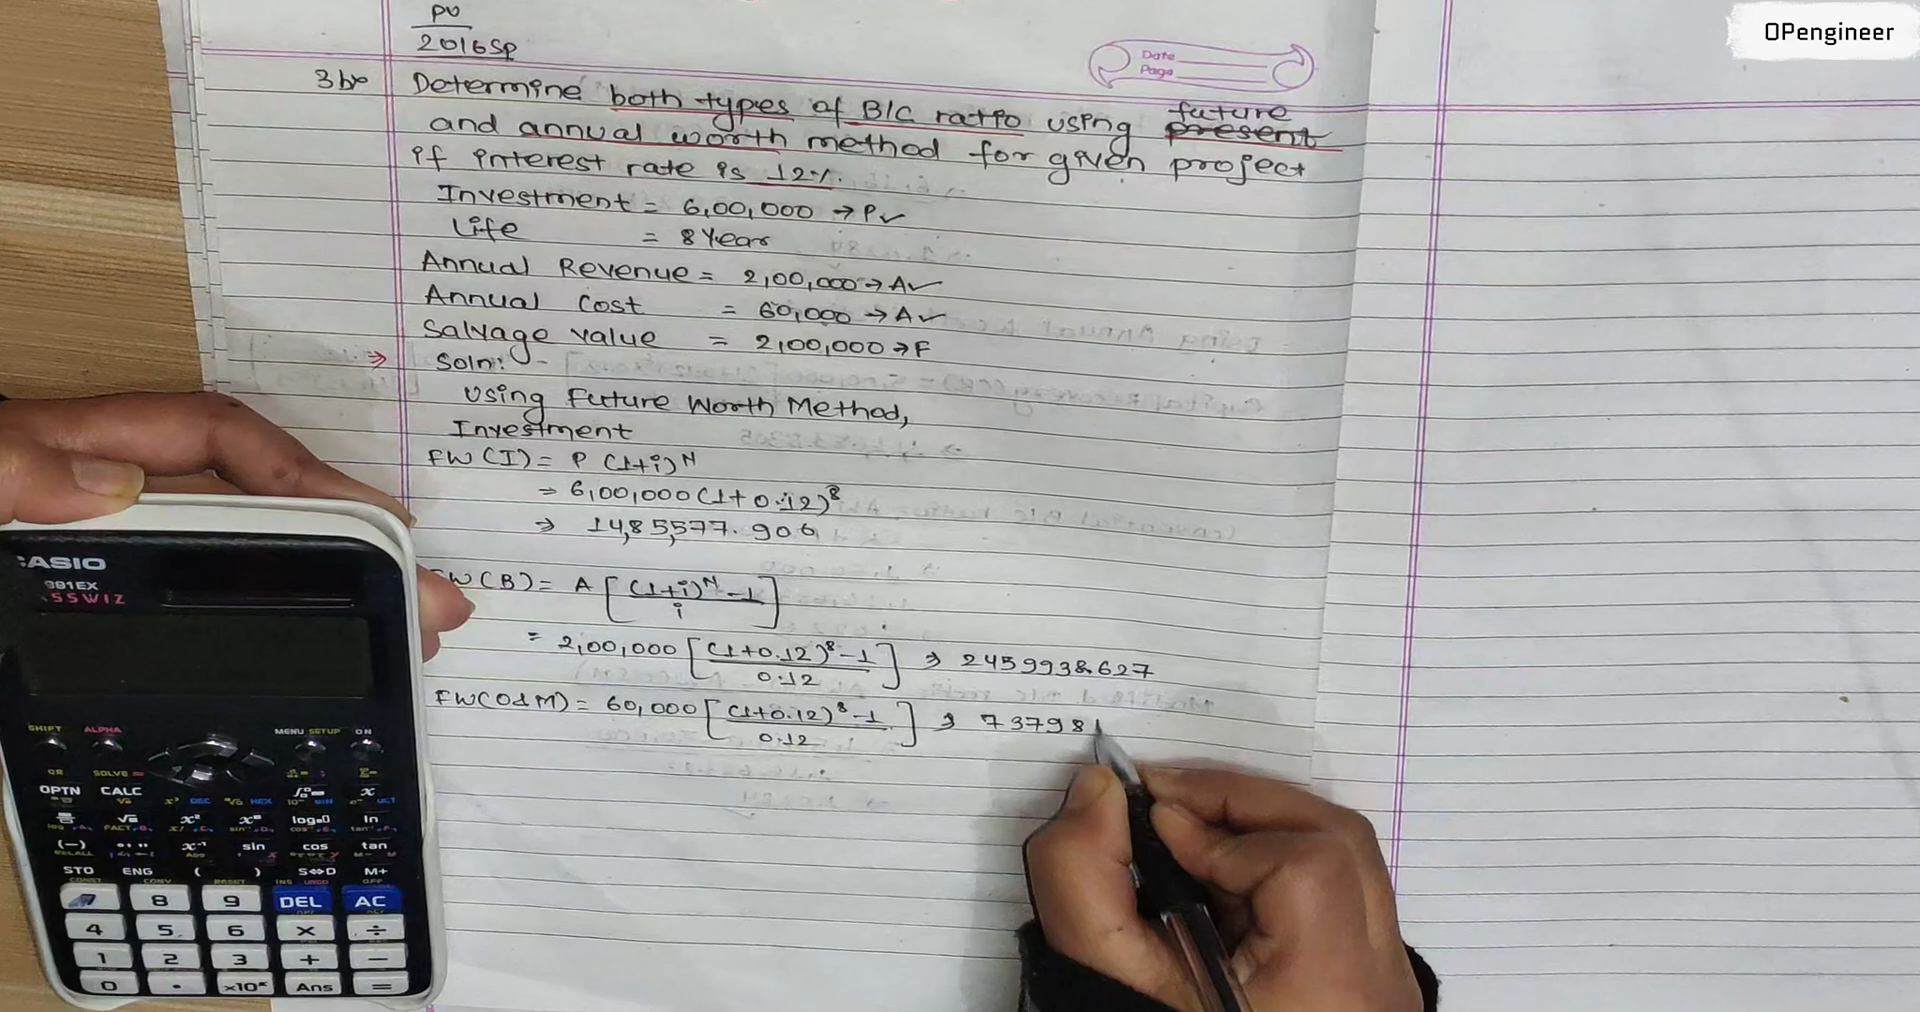 OPengineer
PU
2016SP
Date
Page
3b> Determine both types of B/C ratio using future present
and annual worth method for given project
if interest rate is 12%.
Investment = 6,00,000 → P✓
Life = 8 Year
Annual Revenue = 2,00,000 → A✓
Annual Cost = 60,000 → A✓
Salvage value = 2,00,000 → F
⇒ Soln: -
Using Future Worth Method,
Investment
FW (I) = P (1+i)^N
⇒ 6,00,000 (1+0.12)^8
⇒ 14,85,577.906
FW (B) = A [((1+i)^N - 1)/i]
= 2,00,000 [((1+0.12)^8 - 1)/0.12] ⇒ 2459938.627
FW(O&M) = 60,000 [((1+0.12)^8 - 1)/0.12] ⇒ 737981
CASIO
991EX
CLASSWIZ
SHIFT ALPHA MENU SETUP ON
QR SOLVE =
OPTN CALC x
log ln
(-) x⁻¹ sin cos tan
STO ENG ( ) S⇔D M+
8 9 DEL AC
4 5 6 × ÷
1 2 3 + −
0 . ×10ˣ Ans =